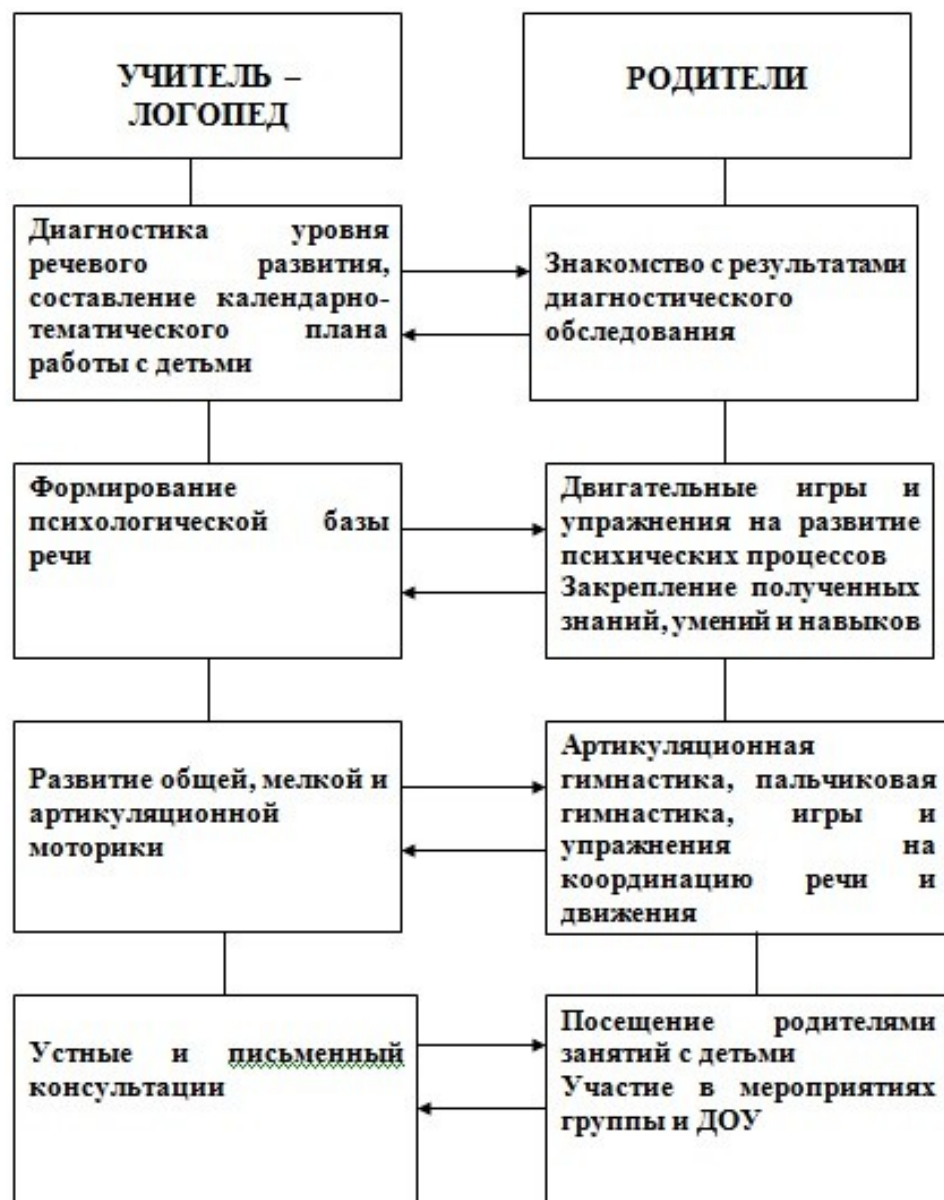 УЧИТЕЛЬ –
ЛОГОПЕД
РОДИТЕЛИ
Диагностика уровня
речевого развития,
составление календарно-
тематического плана
работы с детьми
Знакомство с результатами
диагностического
обследования
Формирование
психологической базы
речи
Двигательные игры и
упражнения на развитие
психических процессов
Закрепление полученных
знаний, умений и навыков
Развитие общей, мелкой и
артикуляционной
моторики
Артикуляционная
гимнастика, пальчиковая
гимнастика, игры и
упражнения на
координацию речи и
движения
Устные и письменный
консультации
Посещение родителями
занятий с детьми
Участие в мероприятиях
группы и ДОУ